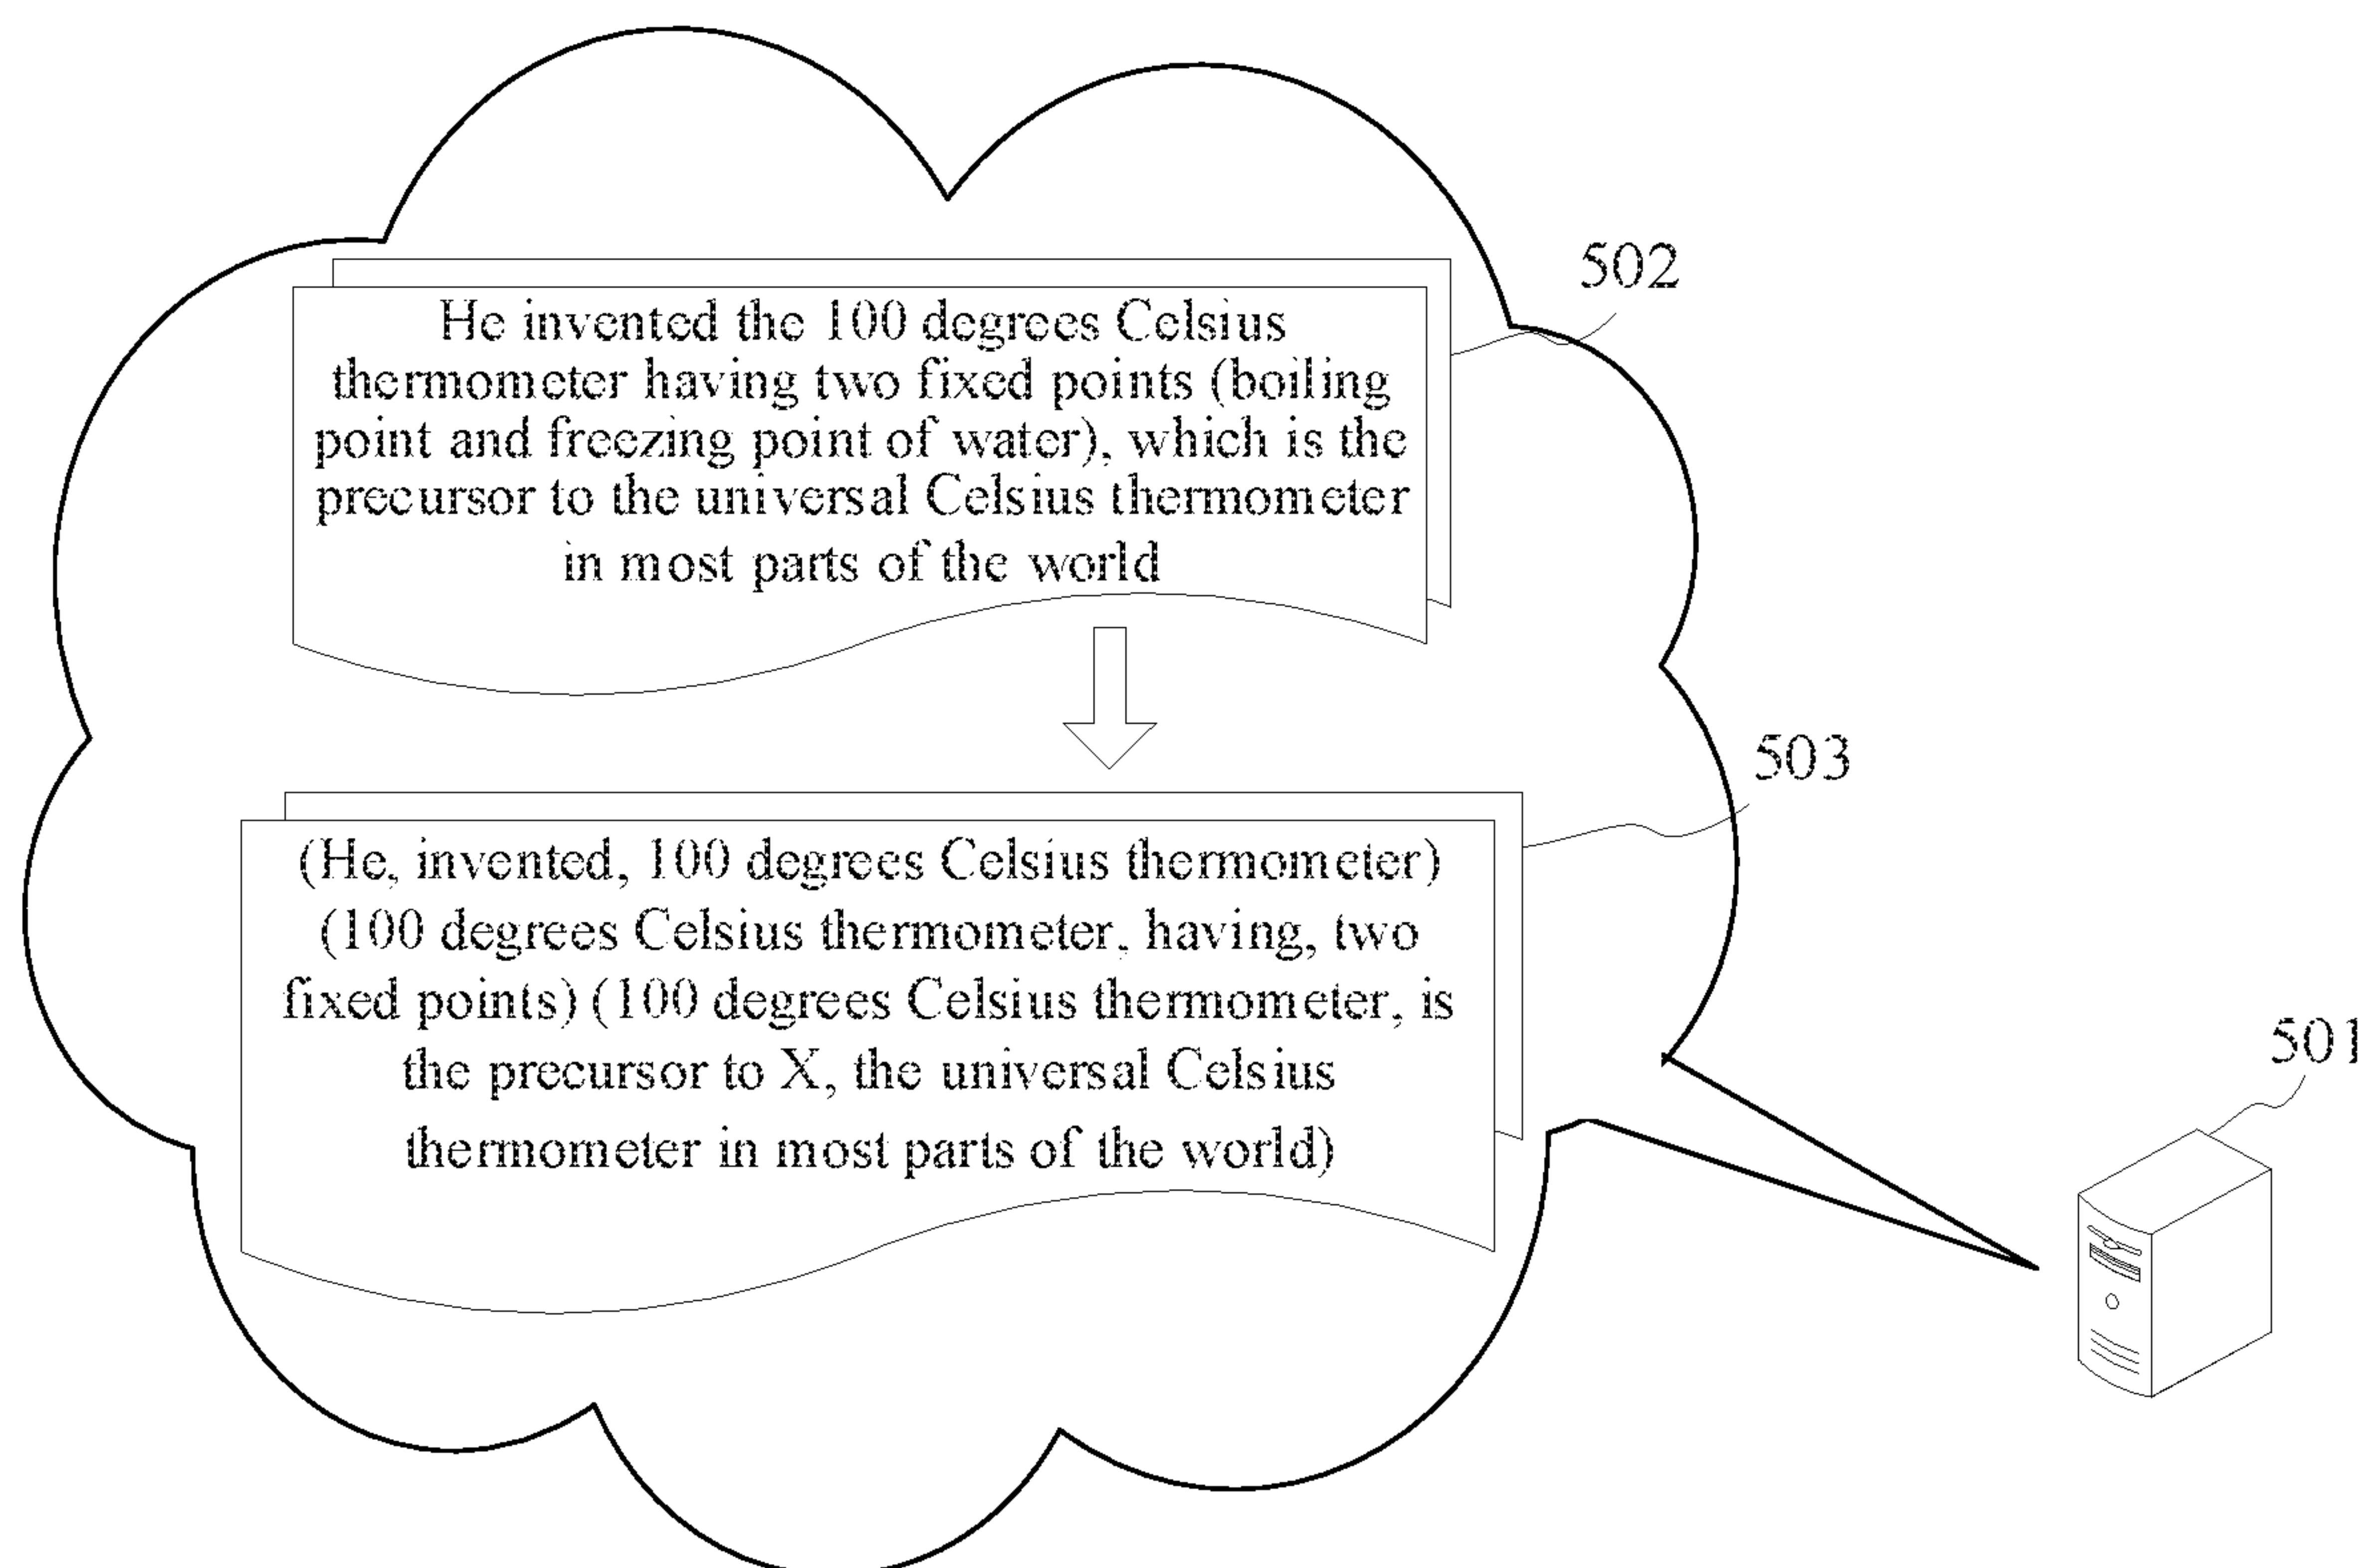 502
He invented the 100 degrees Celsius
thermometer having two fixed points (boiling
point and freezing point of water), which is the
precursor to the universal Celsius thermometer
in most parts of the world
503
(He, invented, 100 degrees Celsius thermometer)
(100 degrees Celsius thermometer, having, two
fixed points) (100 degrees Celsius thermometer, is
the precursor to X, the universal Celsius
thermometer in most parts of the world)
501